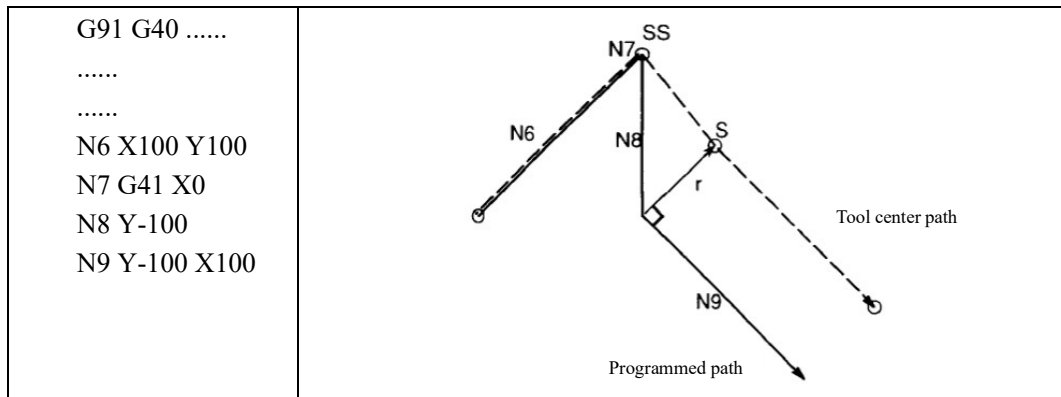 G91 G40 ......
......
......
N6 X100 Y100
N7 G41 X0
N8 Y-100
N9 Y-100 X100
SS
N7
N6
N8
S
r
Tool center path
N9
Programmed path